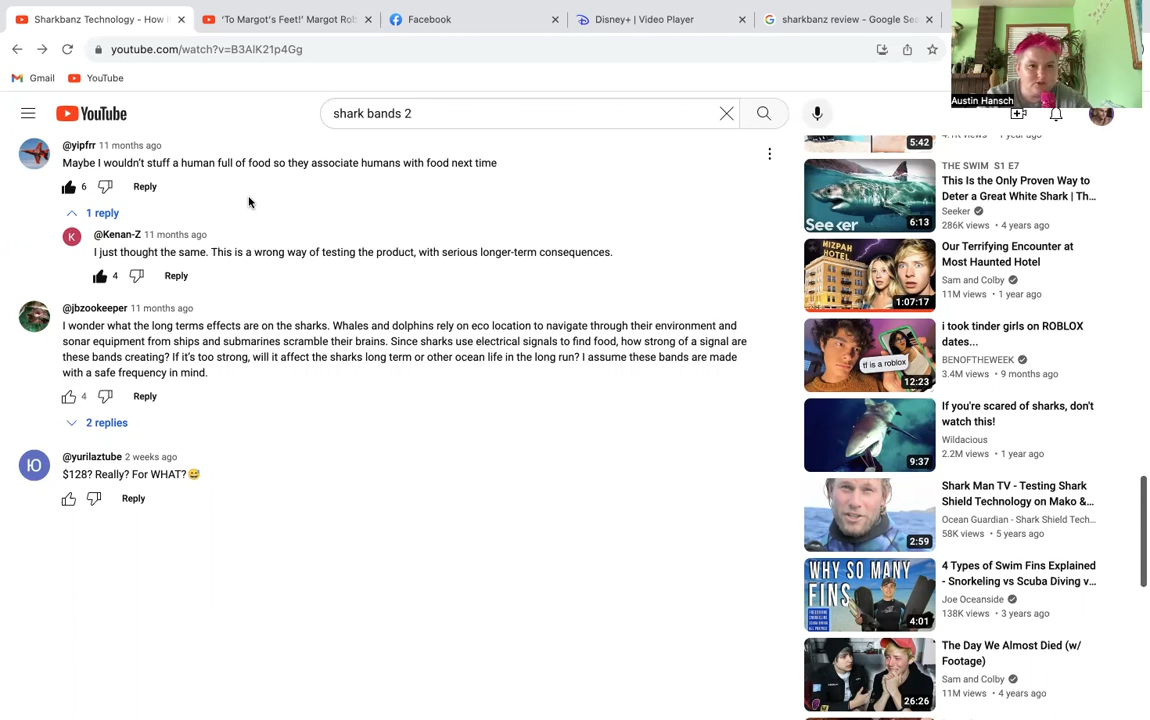 Sharkbanz Technology - How i
'To Margot's Feet!' Margot Rob
Facebook
Disney+ | Video Player
sharkbanz review - Google Sea
youtube.com/watch?v=B3AlK21p4Gg
Gmail
YouTube
Austin Hansch
YouTube
shark bands 2
@yipfrr 11 months ago
Maybe I wouldn't stuff a human full of food so they associate humans with food next time
6 Reply
1 reply
K
@Kenan-Z 11 months ago
I just thought the same. This is a wrong way of testing the product, with serious longer-term consequences.
4 Reply
@jbzookeeper 11 months ago
I wonder what the long terms effects are on the sharks. Whales and dolphins rely on eco location to navigate through their environment and
sonar equipment from ships and submarines scramble their brains. Since sharks use electrical signals to find food, how strong of a signal are
these bands creating? If it's too strong, will it affect the sharks long term or other ocean life in the long run? I assume these bands are made
with a safe frequency in mind.
4 Reply
2 replies
Ю
@yurilaztube 2 weeks ago
$128? Really? For WHAT?😅
Reply
5:42
THE SWIM S1 E7
This Is the Only Proven Way to
Deter a Great White Shark | Th...
Seeker
286K views • 4 years ago
Seeker
6:13
Our Terrifying Encounter at
Most Haunted Hotel
Sam and Colby
11M views • 1 year ago
MIZPAH
HOTEL
1:07:17
i took tinder girls on ROBLOX
dates...
BENOFTHEWEEK
3.4M views • 9 months ago
tf is a roblox
12:23
If you're scared of sharks, don't
watch this!
Wildacious
2.2M views • 1 year ago
9:37
Shark Man TV - Testing Shark
Shield Technology on Mako &...
Ocean Guardian - Shark Shield Tech...
58K views • 5 years ago
2:59
4 Types of Swim Fins Explained
- Snorkeling vs Scuba Diving v...
Joe Oceanside
138K views • 3 years ago
WHY SO MANY
FINS
4:01
The Day We Almost Died (w/
Footage)
Sam and Colby
11M views • 4 years ago
26:26